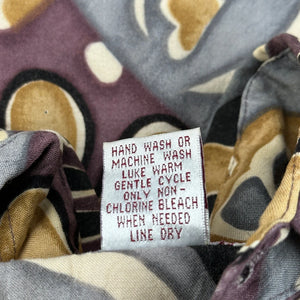 HAND WASH OR
MACHINE WASH
LUKE WARM
GENTLE CYCLE
ONLY NON-
CHLORINE BLEACH
WHEN NEEDED
LINE DRY